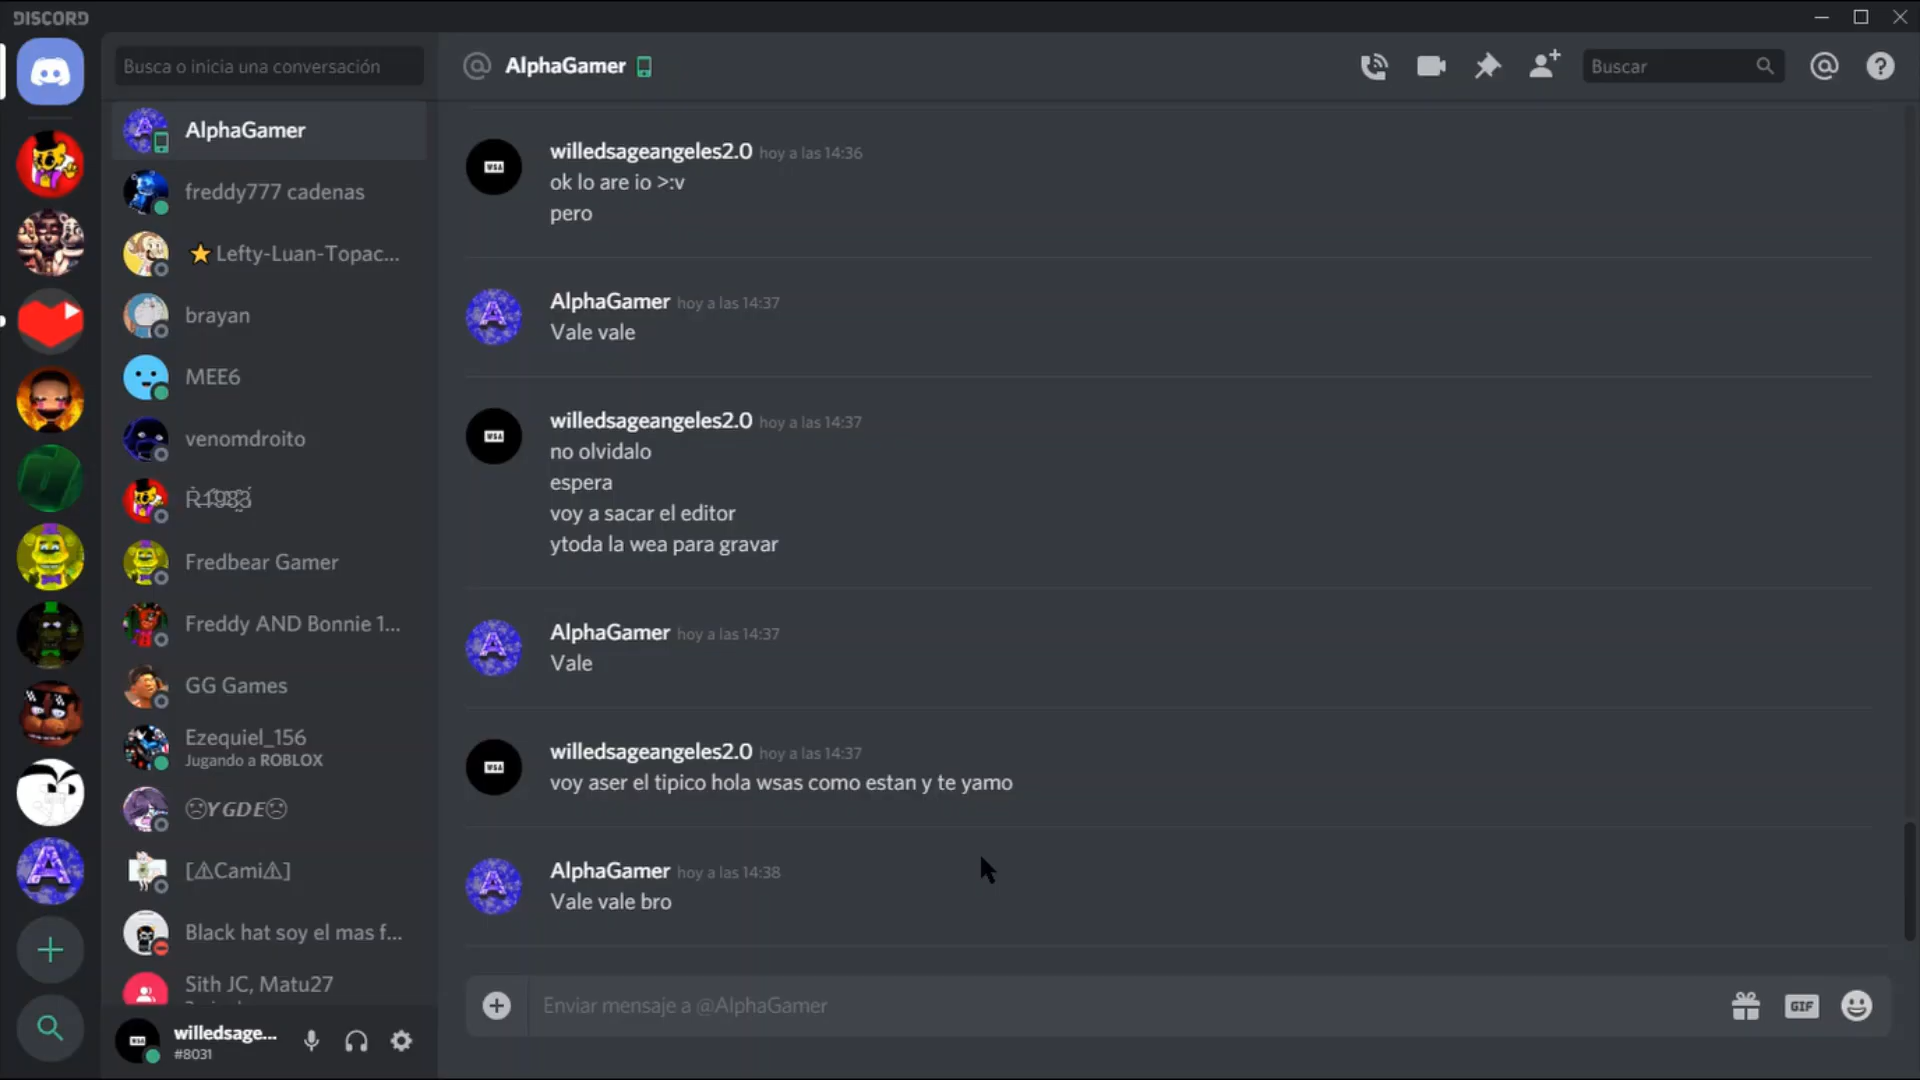 DISCORD
Busca o inicia una conversación
AlphaGamer
freddy777 cadenas
⭐Lefty-Luan-Topac...
brayan
MEE6
venomdroito
R1983
Fredbear Gamer
Freddy AND Bonnie 1...
GG Games
Ezequiel_156
Jugando a ROBLOX
☹YGDE☹
[⚠Cami⚠]
Black hat soy el mas f...
Sith JC, Matu27
willedsage...
#8031
@ AlphaGamer
Buscar
willedsageangeles2.0 hoy a las 14:36
ok lo are io >:v
pero
AlphaGamer hoy a las 14:37
Vale vale
willedsageangeles2.0 hoy a las 14:37
no olvidalo
espera
voy a sacar el editor
ytoda la wea para gravar
AlphaGamer hoy a las 14:37
Vale
willedsageangeles2.0 hoy a las 14:37
voy aser el tipico hola wsas como estan y te yamo
AlphaGamer hoy a las 14:38
Vale vale bro
Enviar mensaje a @AlphaGamer
GIF